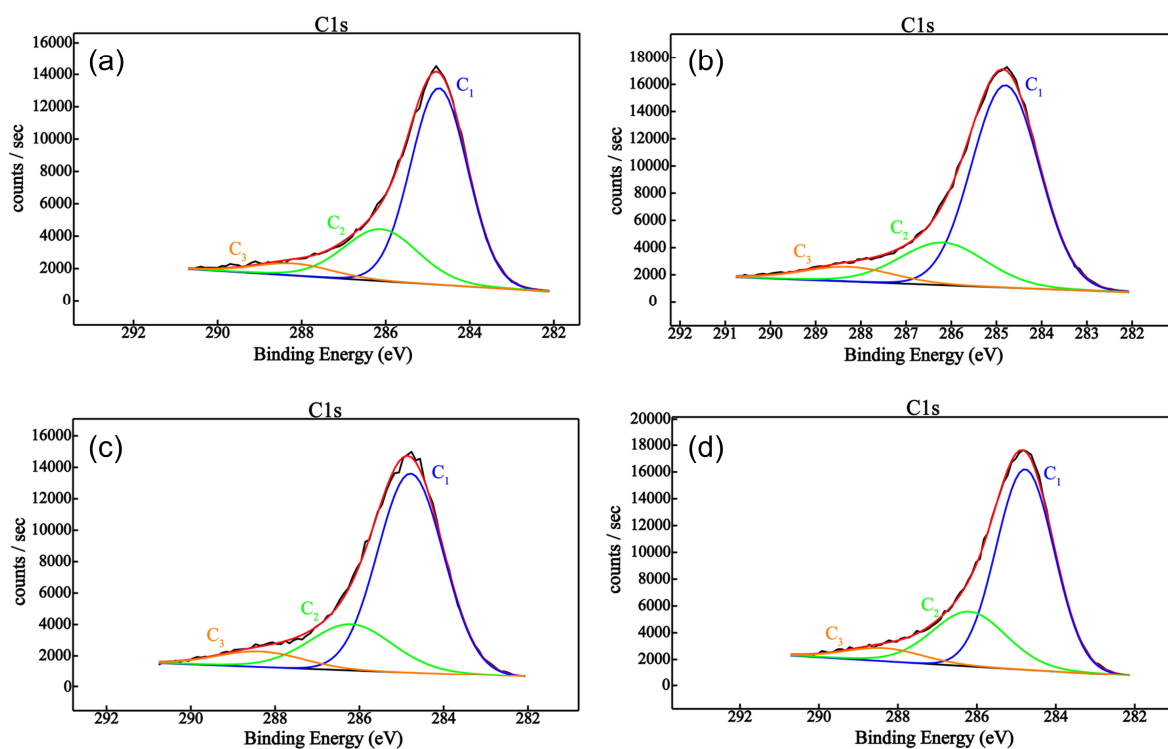 C1s
(a)
16000
14000
12000
10000
8000
6000
4000
2000
0
counts / sec
C1
C2
C3
292 290 288 286 284 282
Binding Energy (eV)
C1s
(b)
18000
16000
14000
12000
10000
8000
6000
4000
2000
0
counts / sec
C1
C2
C3
292 291 290 289 288 287 286 285 284 283 282
Binding Energy (eV)
C1s
(c)
16000
14000
12000
10000
8000
6000
4000
2000
0
counts / sec
C1
C2
C3
292 290 288 286 284 282
Binding Energy (eV)
C1s
(d)
20000
18000
16000
14000
12000
10000
8000
6000
4000
2000
0
counts / sec
C1
C2
C3
292 290 288 286 284 282
Binding Energy (eV)